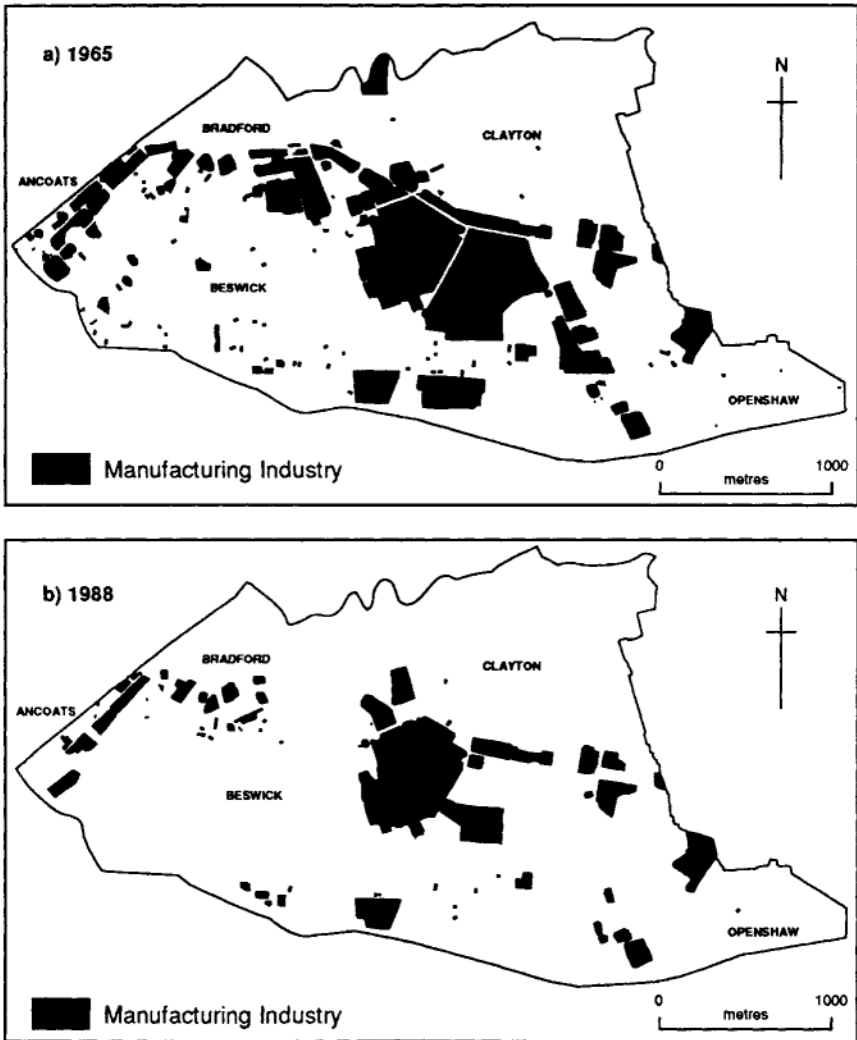 a) 1965
N
BRADFORD
CLAYTON
ANCOATS
BESWICK
OPENSHAW
Manufacturing Industry
0 1000
metres
b) 1988
N
BRADFORD
CLAYTON
ANCOATS
BESWICK
OPENSHAW
Manufacturing Industry
0 1000
metres